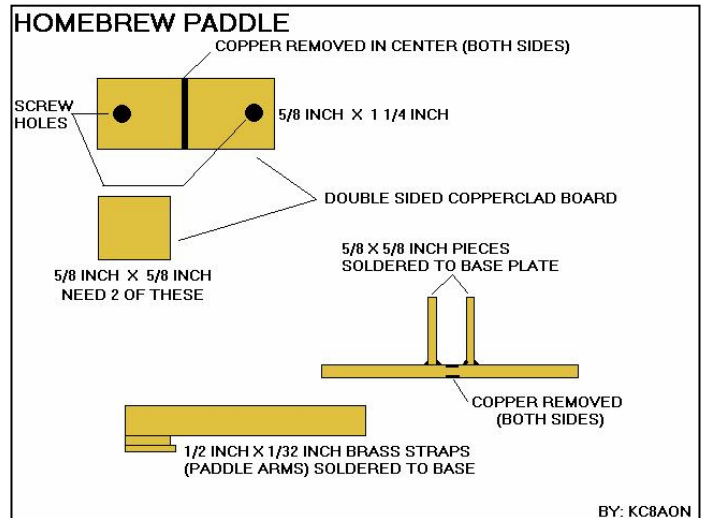 HOMEBREW PADDLE
COPPER REMOVED IN CENTER (BOTH SIDES)
SCREW
HOLES
5/8 INCH X 1 1/4 INCH
DOUBLE SIDED COPPERCLAD BOARD
5/8 INCH X 5/8 INCH
NEED 2 OF THESE
5/8 X 5/8 INCH PIECES
SOLDERED TO BASE PLATE
COPPER REMOVED
(BOTH SIDES)
1/2 INCH X 1/32 INCH BRASS STRAPS
(PADDLE ARMS) SOLDERED TO BASE
BY: KC8AON